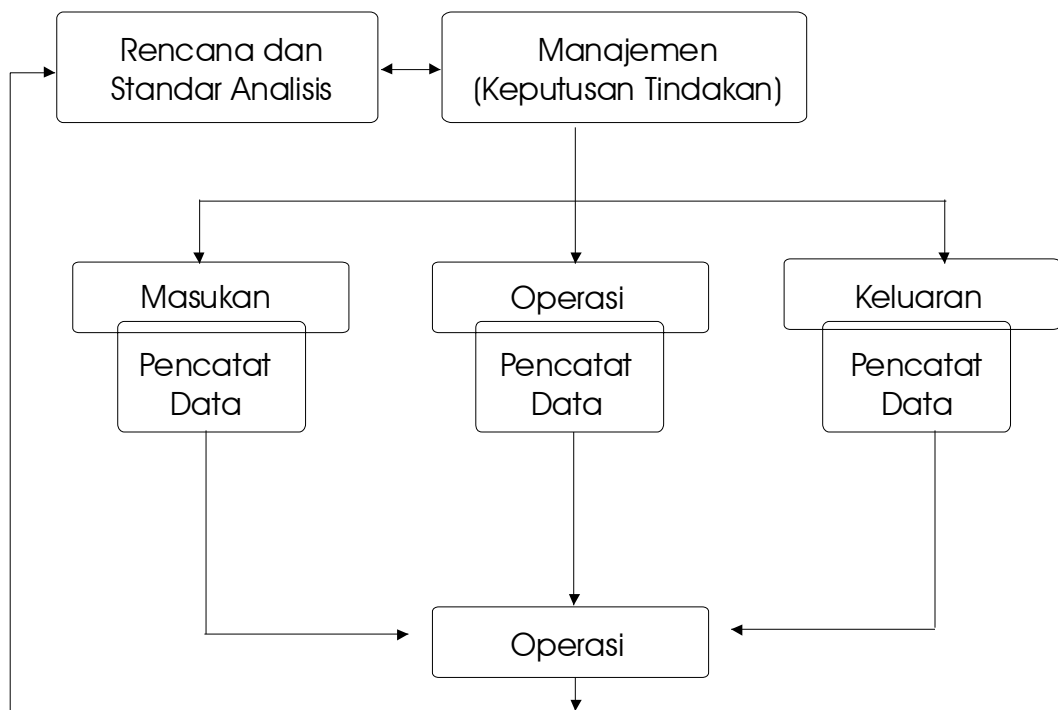 Rencana dan
Standar Analisis
Manajemen
(Keputusan Tindakan)
Masukan
Operasi
Keluaran
Pencatat
Data
Pencatat
Data
Pencatat
Data
Operasi